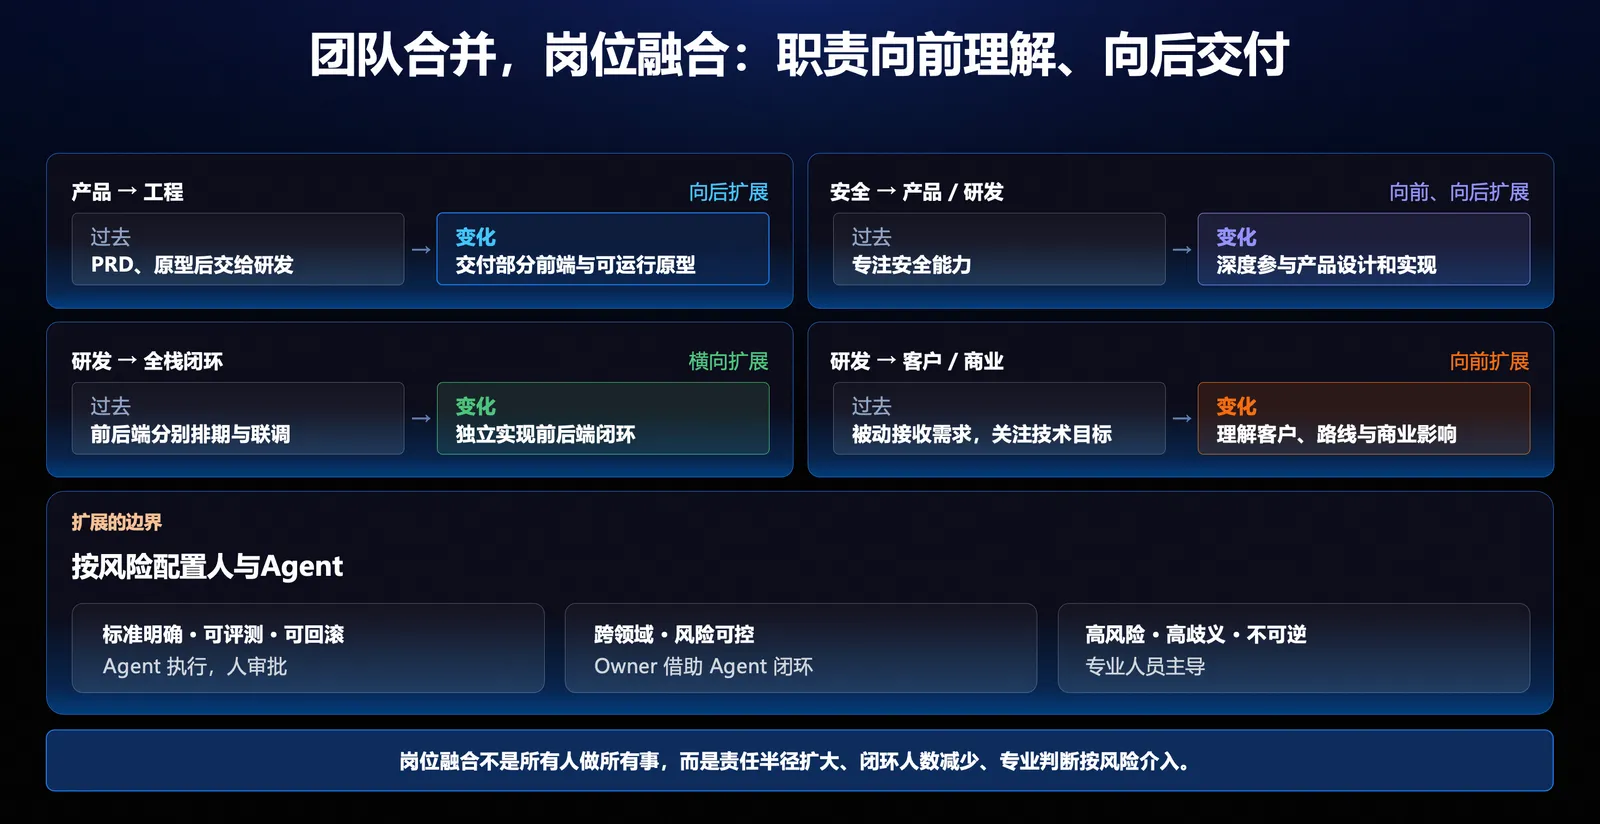 团队合并，岗位融合：职责向前理解、向后交付
产品 → 工程
向后扩展
过去
PRD、原型后交给研发
→
变化
交付部分前端与可运行原型
安全 → 产品 / 研发
向前、向后扩展
过去
专注安全能力
→
变化
深度参与产品设计和实现
研发 → 全栈闭环
横向扩展
过去
前后端分别排期与联调
→
变化
独立实现前后端闭环
研发 → 客户 / 商业
向前扩展
过去
被动接收需求，关注技术目标
→
变化
理解客户、路线与商业影响
扩展的边界
按风险配置人与Agent
标准明确 • 可评测 • 可回滚
Agent 执行，人审批
跨领域 • 风险可控
Owner 借助 Agent 闭环
高风险 • 高歧义 • 不可逆
专业人员主导
岗位融合不是所有人做所有事，而是责任半径扩大、闭环人数减少、专业判断按风险介入。